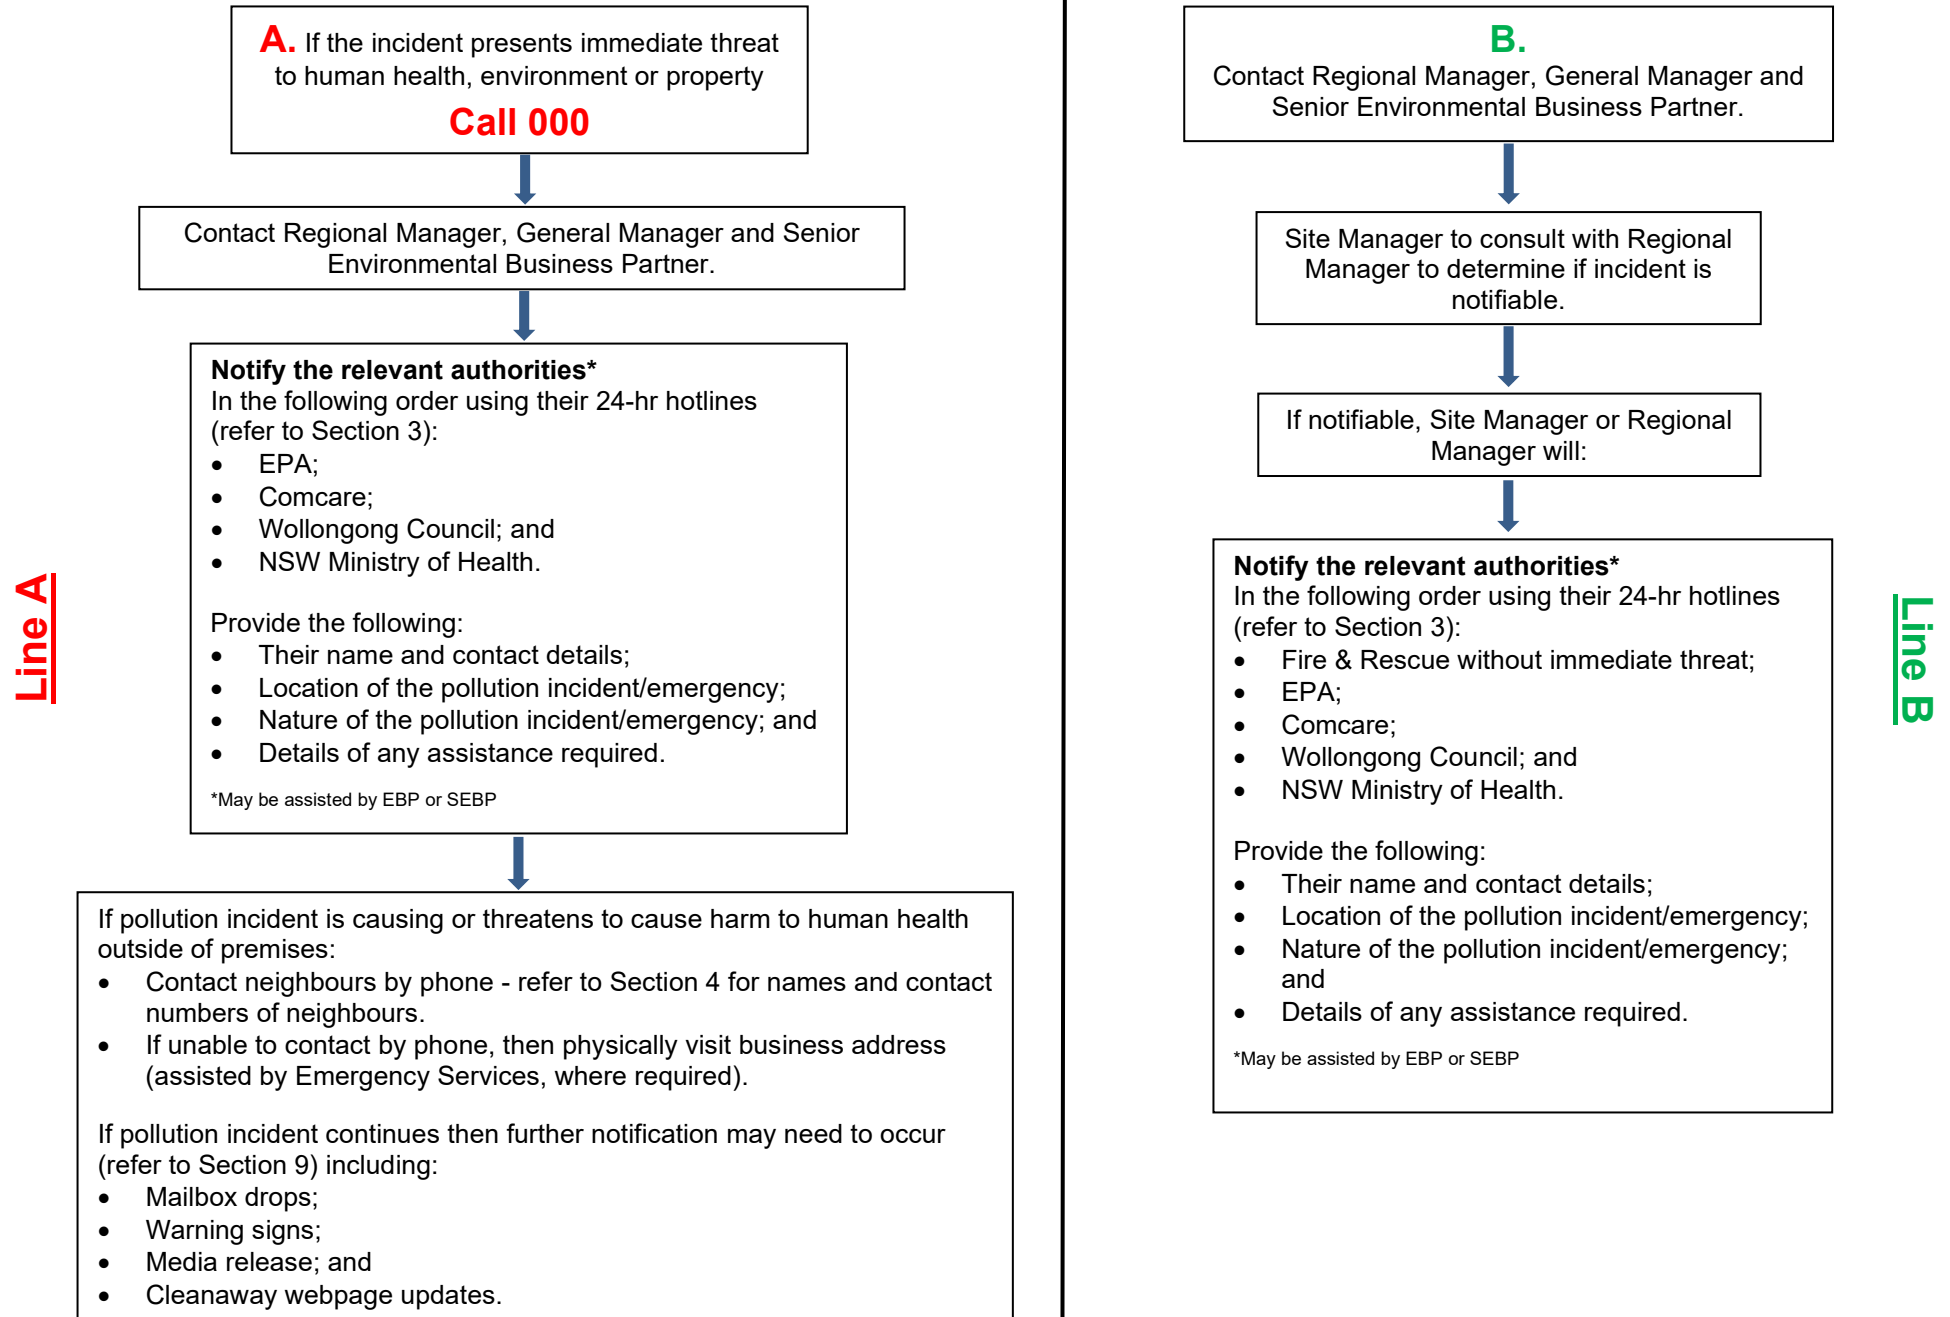 A. If the incident presents immediate threat
to human health, environment or property
Call 000
Contact Regional Manager, General Manager and Senior
Environmental Business Partner.
Notify the relevant authorities*
In the following order using their 24-hr hotlines
(refer to Section 3):
• EPA;
• Comcare;
• Wollongong Council; and
• NSW Ministry of Health.
Provide the following:
• Their name and contact details;
• Location of the pollution incident/emergency;
• Nature of the pollution incident/emergency; and
• Details of any assistance required.
*May be assisted by EBP or SEBP
If pollution incident is causing or threatens to cause harm to human health
outside of premises:
• Contact neighbours by phone - refer to Section 4 for names and contact
numbers of neighbours.
• If unable to contact by phone, then physically visit business address
(assisted by Emergency Services, where required).
If pollution incident continues then further notification may need to occur
(refer to Section 9) including:
• Mailbox drops;
• Warning signs;
• Media release; and
• Cleanaway webpage updates.
Line A
B.
Contact Regional Manager, General Manager and
Senior Environmental Business Partner.
Site Manager to consult with Regional
Manager to determine if incident is
notifiable.
If notifiable, Site Manager or Regional
Manager will:
Notify the relevant authorities*
In the following order using their 24-hr hotlines
(refer to Section 3):
• Fire & Rescue without immediate threat;
• EPA;
• Comcare;
• Wollongong Council; and
• NSW Ministry of Health.
Provide the following:
• Their name and contact details;
• Location of the pollution incident/emergency;
• Nature of the pollution incident/emergency;
and
• Details of any assistance required.
*May be assisted by EBP or SEBP
Line B